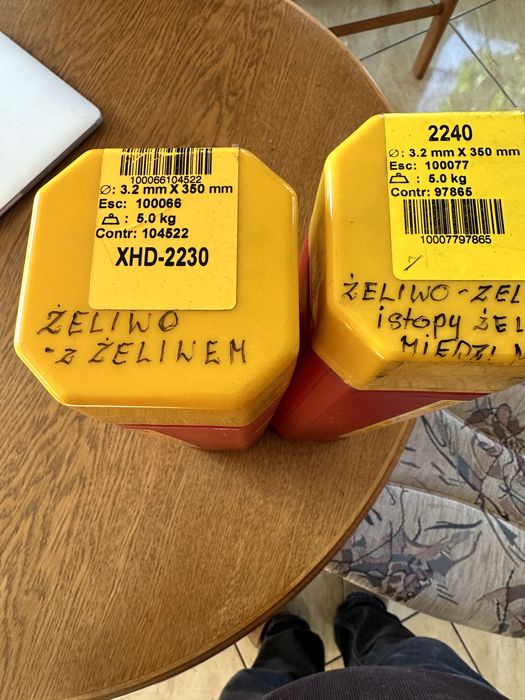 100066104522
∅: 3.2 mm X 350 mm
Esc: 100066
: 5.0 kg
Contr: 104522
XHD-2230
ŻELIWO
- Z ŻELIWEM
2240
∅: 3.2 mm X 350 mm
Esc: 100077
: 5.0 kg
Contr: 97865
10007797865
ŻELIWO - ŻEL
i stopy ŻEL
MIEDZI